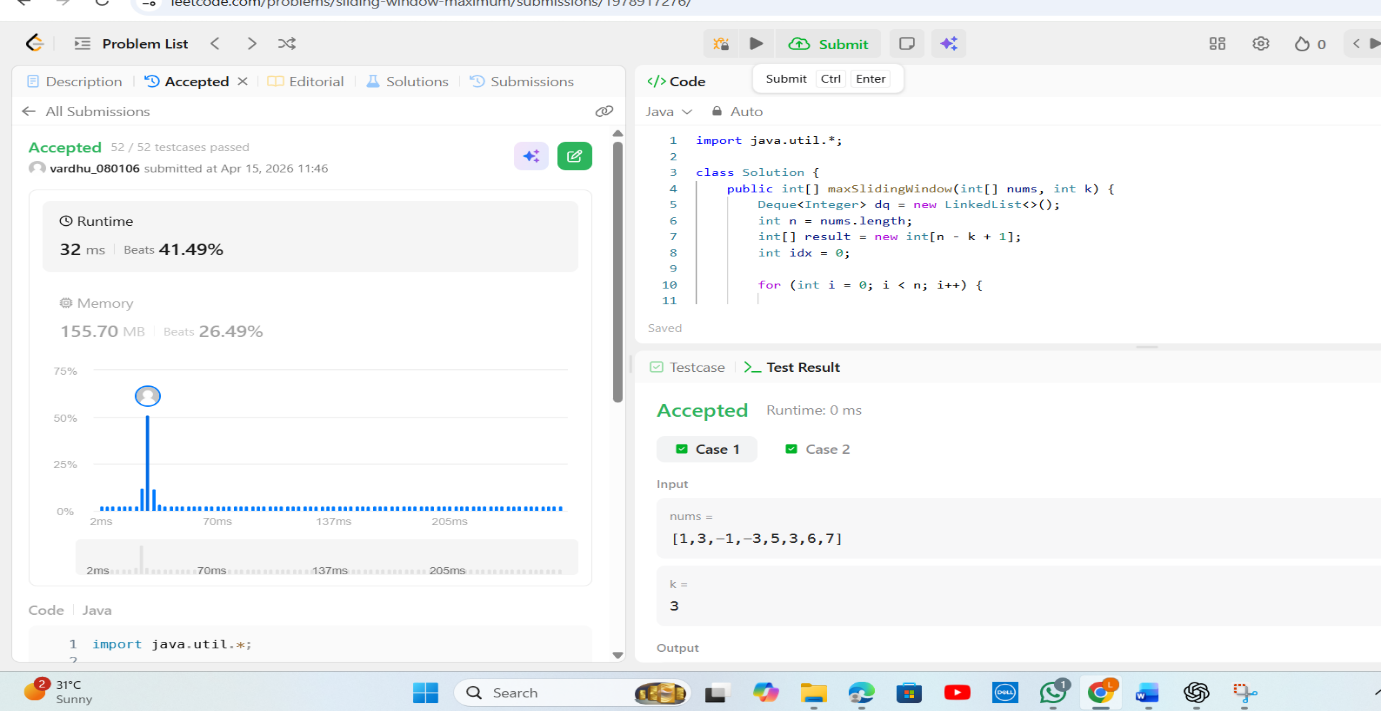 leetcode.com/problems/sliding-window-maximum/submissions/1978917276/
Problem List
Submit
0
Description
Accepted
Editorial
Solutions
Submissions
</> Code
Submit Ctrl Enter
All Submissions
Java
Auto
Accepted 52 / 52 testcases passed
vardhu_080106 submitted at Apr 15, 2026 11:46
Runtime
32 ms Beats 41.49%
Memory
155.70 MB Beats 26.49%
75%
50%
25%
0%
2ms 70ms 137ms 205ms
2ms 70ms 137ms 205ms
Code Java
1 import java.util.*;
2
1 import java.util.*;
2
3 class Solution {
4 public int[] maxSlidingWindow(int[] nums, int k) {
5 Deque<Integer> dq = new LinkedList<>();
6 int n = nums.length;
7 int[] result = new int[n - k + 1];
8 int idx = 0;
9
10 for (int i = 0; i < n; i++) {
11
Saved
Testcase
>_ Test Result
Accepted Runtime: 0 ms
Case 1 Case 2
Input
nums =
[1,3,-1,-3,5,3,6,7]
k =
3
Output
2
31°C
Sunny
Search
DELL
1
L
W